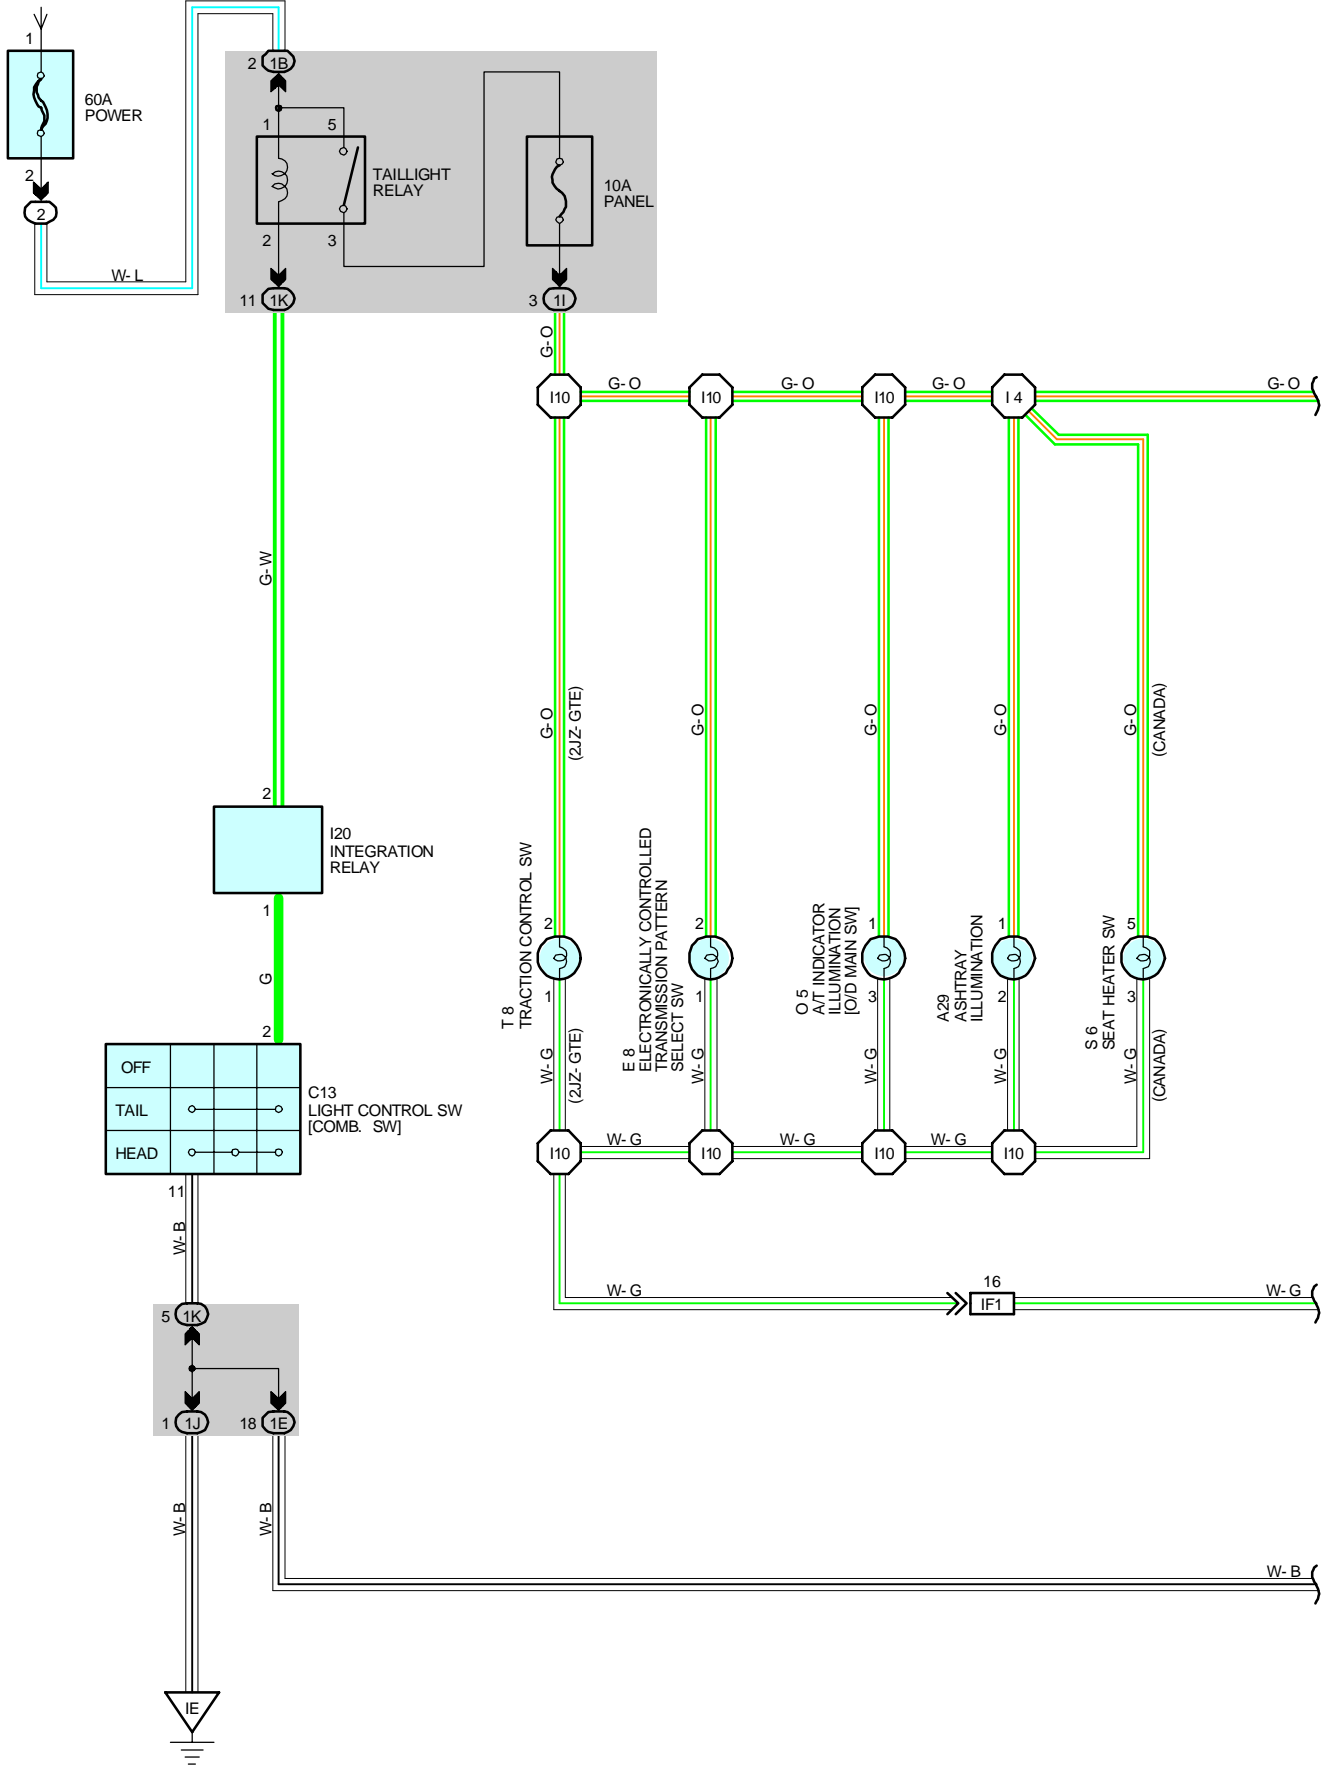 1
60A
POWER
2
2
W- L
2 1B
1 5
TAILLIGHT
RELAY
2 3
11 1K
10A
PANEL
3 1I
G- O
I10
G- O
I10
G- O
I10
G- O
I 4
G- O
G- W
G- O
(2JZ- GTE)
G- O
G- O
G- O
G- O
(CANADA)
2
I20
INTEGRATION
RELAY
1
G
2
T 8
TRACTION CONTROL SW
2
1
E 8
ELECTRONICALLY CONTROLLED
TRANSMISSION PATTERN
SELECT SW
2
1
O 5
A/T INDICATOR
ILLUMINATION
[O/D MAIN SW]
1
3
A29
ASHTRAY
ILLUMINATION
1
2
S 6
SEAT HEATER SW
5
3
OFF
TAIL
HEAD
C13
LIGHT CONTROL SW
[COMB. SW]
W- G
(2JZ- GTE)
W- G
W- G
W- G
W- G
(CANADA)
I10
W- G
I10
W- G
I10
W- G
I10
11
W- B
W- G
16
IF1
W- G
5 1K
1 1J
18 1E
W- B
W- B
W- B
IE